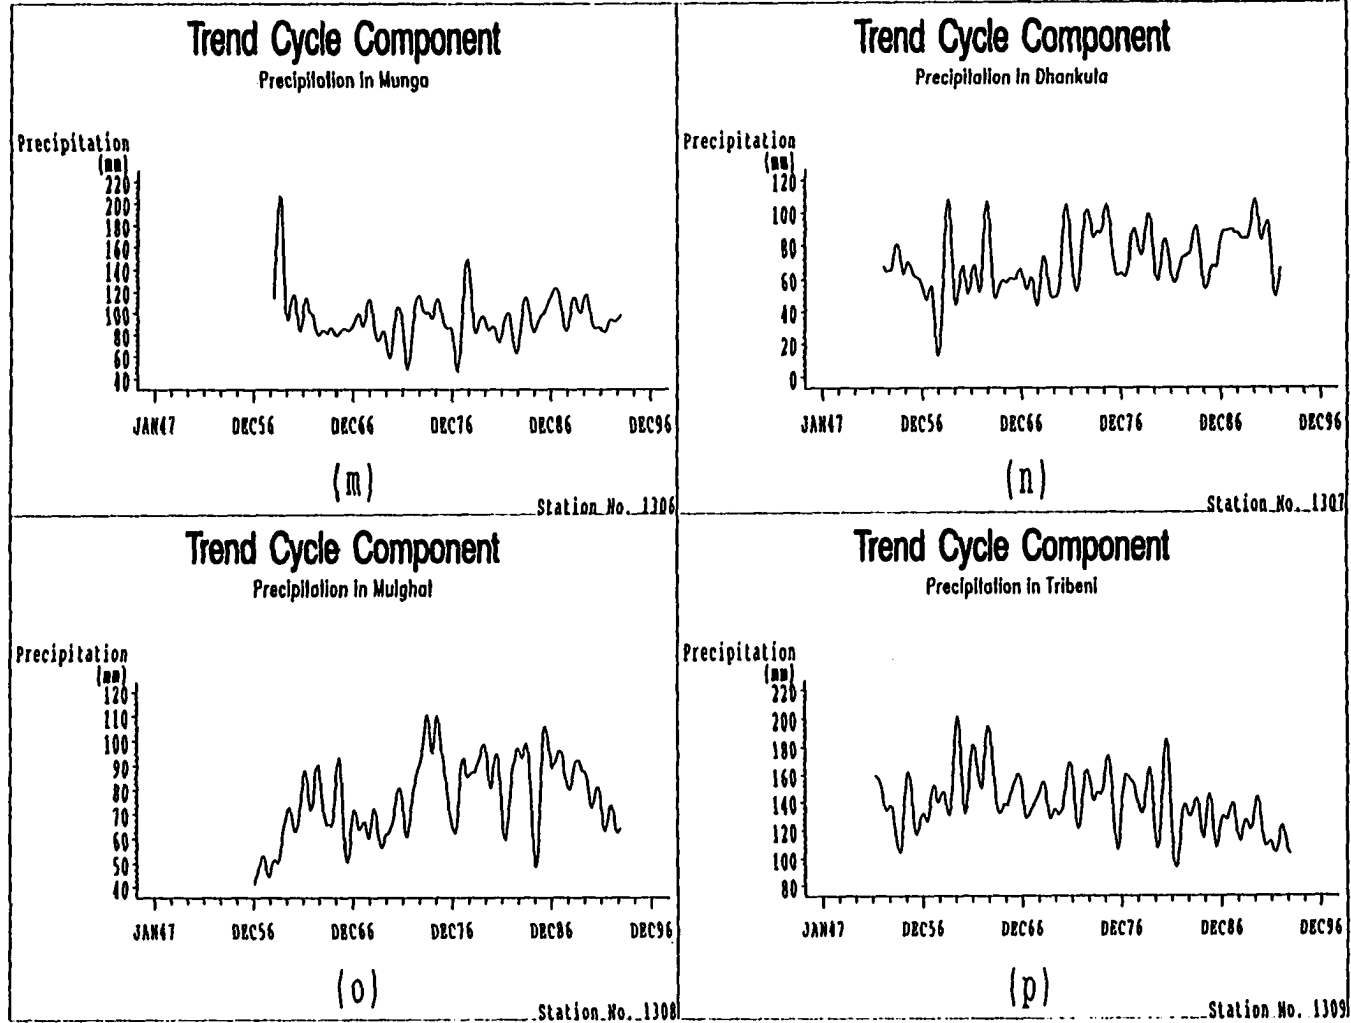 Trend Cycle Component
Precipitation in Munga
Precipitation
(mm)
220
200
180
160
140
120
100
80
60
40
JAN47 DEC56 DEC66 DEC76 DEC86 DEC96
(m)
Station No. 1306
Trend Cycle Component
Precipitation in Dhankuta
Precipitation
(mm)
120
100
80
60
40
20
0
JAN47 DEC56 DEC66 DEC76 DEC86 DEC96
(n)
Station No. 1307
Trend Cycle Component
Precipitation in Mulghat
Precipitation
(mm)
120
110
100
90
80
70
60
50
40
JAN47 DEC56 DEC66 DEC76 DEC86 DEC96
(o)
Station No. 1308
Trend Cycle Component
Precipitation in Tribeni
Precipitation
(mm)
220
200
180
160
140
120
100
80
JAN47 DEC56 DEC66 DEC76 DEC86 DEC96
(p)
Station No. 1309